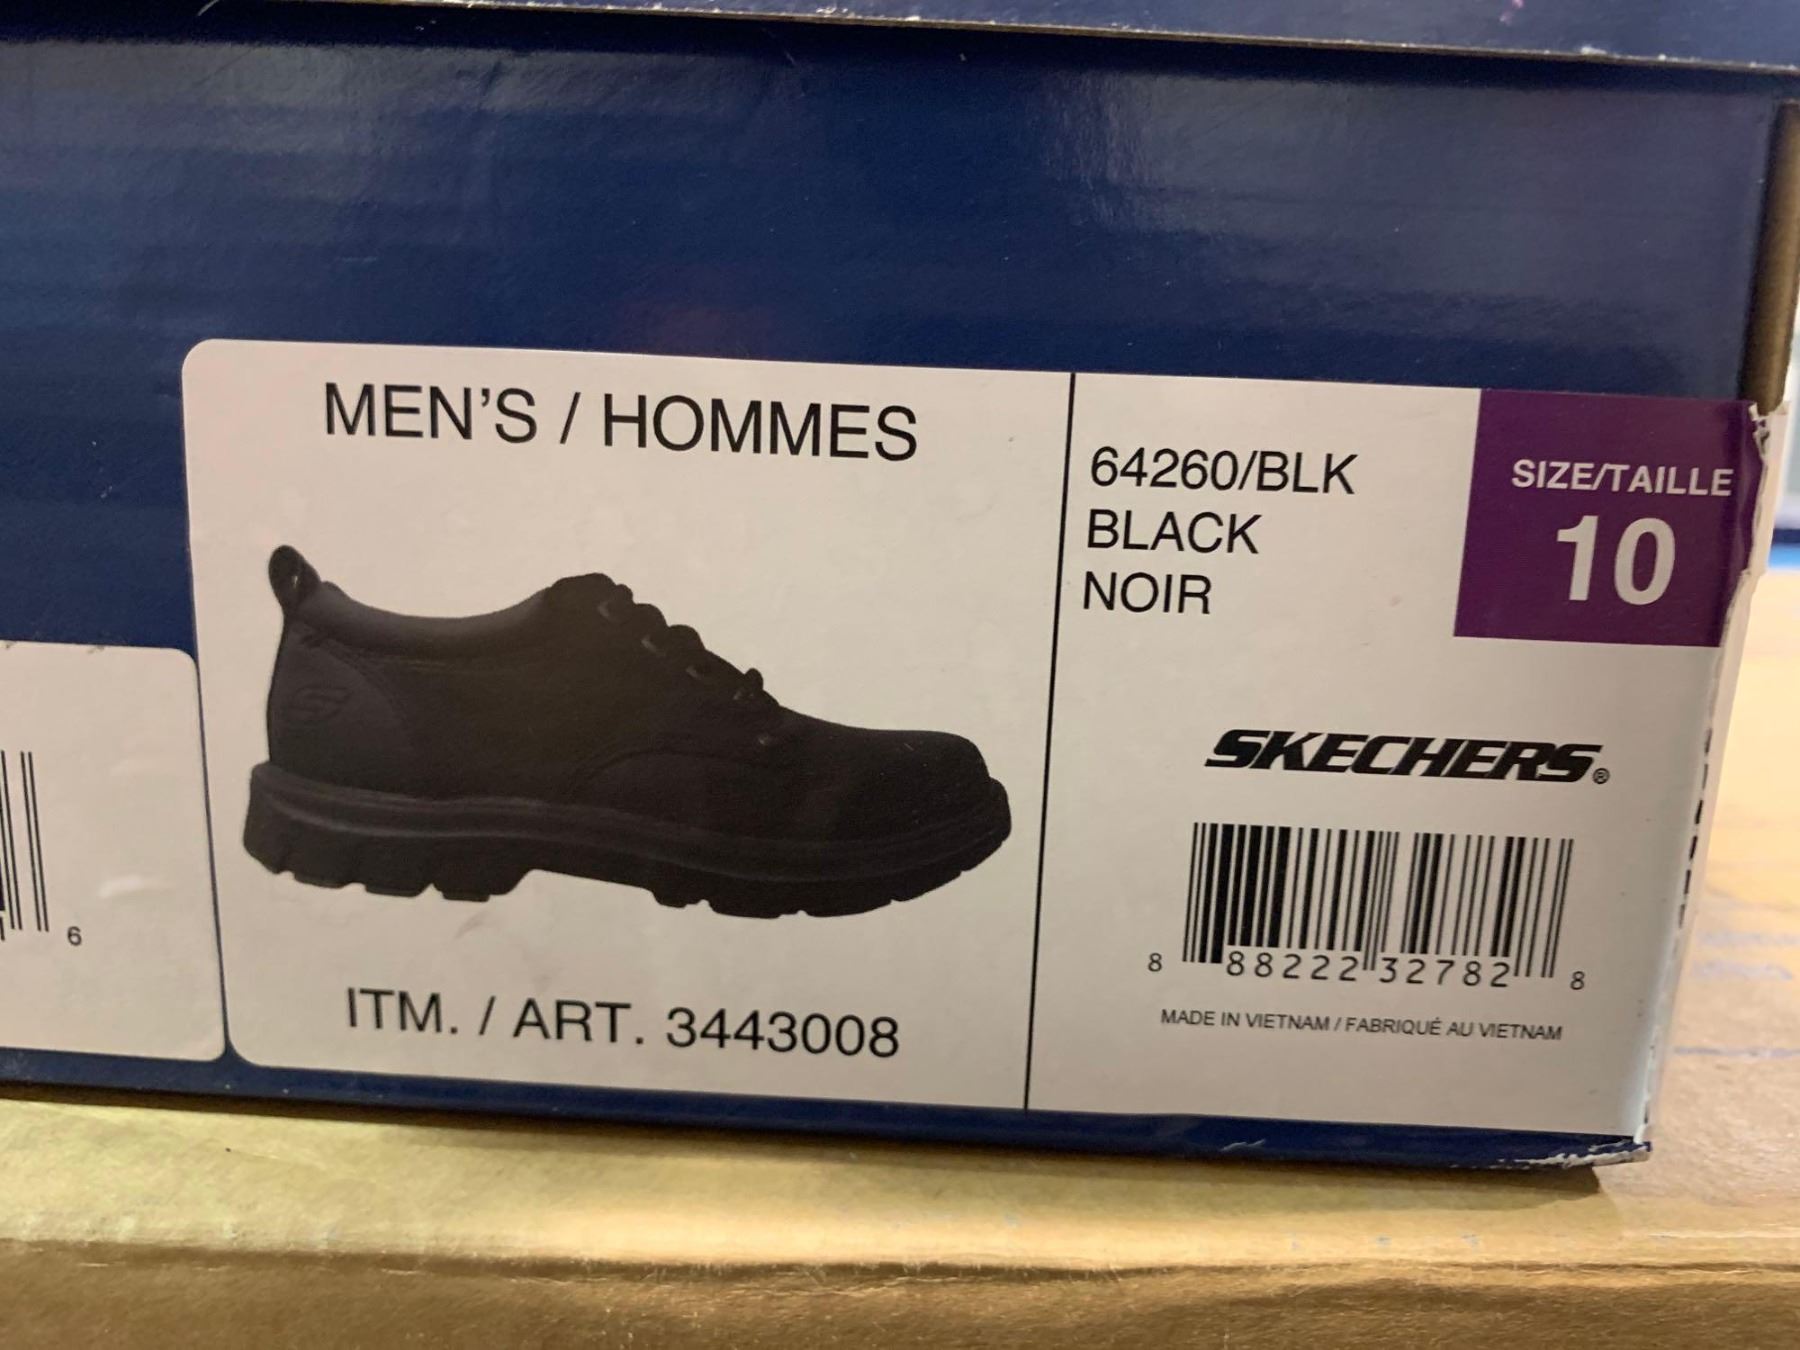 MEN'S / HOMMES
ITM. / ART. 3443008
64260/BLK
BLACK
NOIR
SIZE/TAILLE
10
SKECHERS®
8 88222 32782 8
MADE IN VIETNAM / FABRIQUÉ AU VIETNAM
6